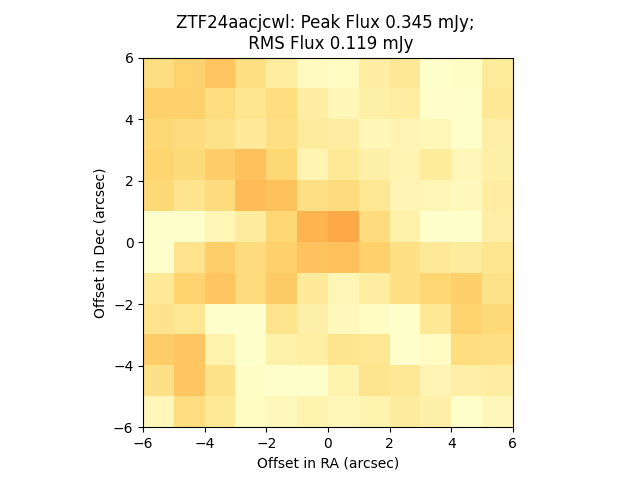 ZTF24aacjcwl: Peak Flux 0.345 mJy;
RMS Flux 0.119 mJy
6
4
2
0
−2
−4
−6
Offset in Dec (arcsec)
−6 −4 −2 0 2 4 6
Offset in RA (arcsec)